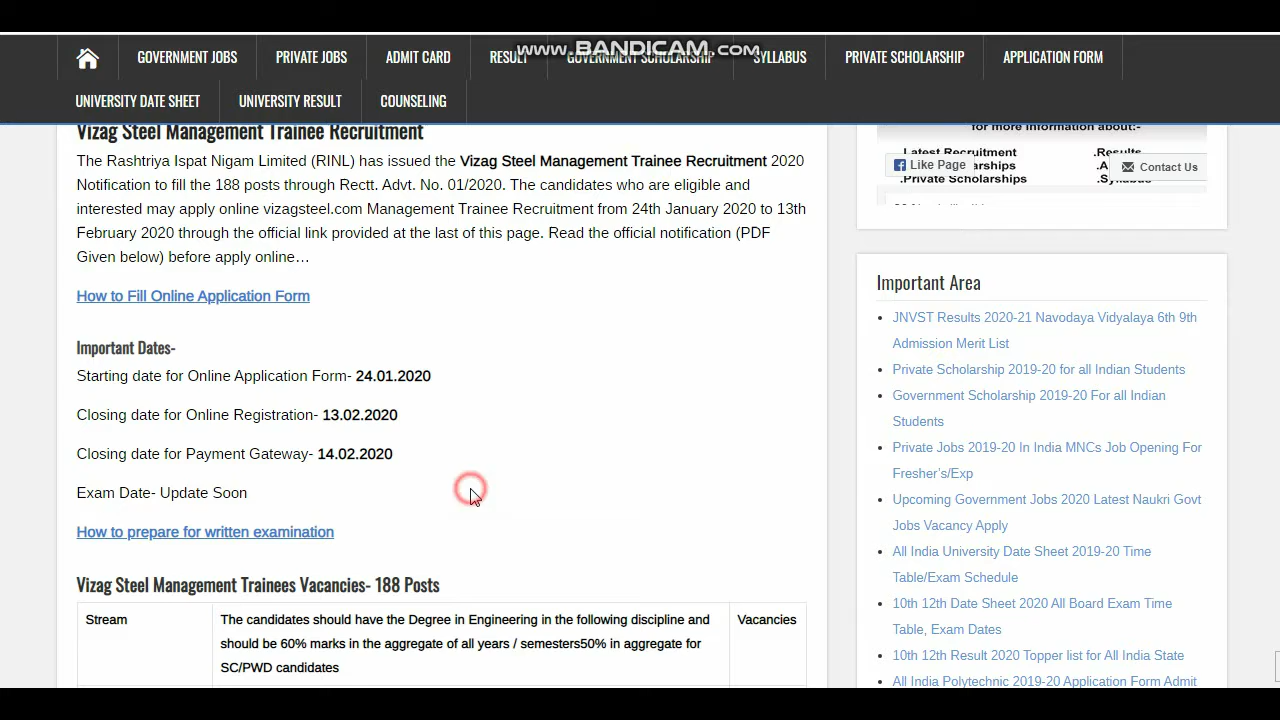 www.BANDICAM.com
GOVERNMENT JOBS PRIVATE JOBS ADMIT CARD RESULT GOVERNMENT SCHOLARSHIP SYLLABUS PRIVATE SCHOLARSHIP APPLICATION FORM
UNIVERSITY DATE SHEET UNIVERSITY RESULT COUNSELING
Vizag Steel Management Trainee Recruitment
The Rashtriya Ispat Nigam Limited (RINL) has issued the Vizag Steel Management Trainee Recruitment 2020
Notification to fill the 188 posts through Rectt. Advt. No. 01/2020. The candidates who are eligible and
interested may apply online vizagsteel.com Management Trainee Recruitment from 24th January 2020 to 13th
February 2020 through the official link provided at the last of this page. Read the official notification (PDF
Given below) before apply online…
How to Fill Online Application Form
Important Dates-
Starting date for Online Application Form- 24.01.2020
Closing date for Online Registration- 13.02.2020
Closing date for Payment Gateway- 14.02.2020
Exam Date- Update Soon
How to prepare for written examination
Vizag Steel Management Trainees Vacancies- 188 Posts
Stream
The candidates should have the Degree in Engineering in the following discipline and
should be 60% marks in the aggregate of all years / semesters50% in aggregate for
SC/PWD candidates
Vacancies
for more information about:-
Latest Recruitment .Results
Like Page
Contact Us
.Private Scholarships
Important Area
JNVST Results 2020-21 Navodaya Vidyalaya 6th 9th
Admission Merit List
Private Scholarship 2019-20 for all Indian Students
Government Scholarship 2019-20 For all Indian
Students
Private Jobs 2019-20 In India MNCs Job Opening For
Fresher's/Exp
Upcoming Government Jobs 2020 Latest Naukri Govt
Jobs Vacancy Apply
All India University Date Sheet 2019-20 Time
Table/Exam Schedule
10th 12th Date Sheet 2020 All Board Exam Time
Table, Exam Dates
10th 12th Result 2020 Topper list for All India State
All India Polytechnic 2019-20 Application Form Admit